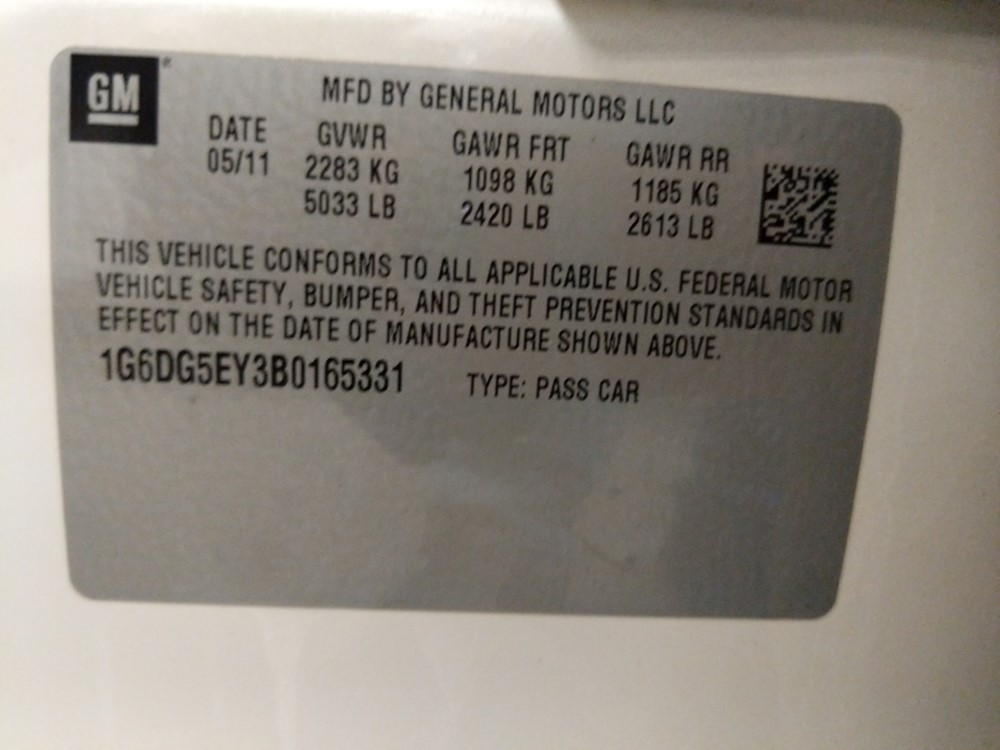 GM
MFD BY GENERAL MOTORS LLC
DATE GVWR GAWR FRT GAWR RR
05/11 2283 KG 1098 KG 1185 KG
5033 LB 2420 LB 2613 LB
THIS VEHICLE CONFORMS TO ALL APPLICABLE U.S. FEDERAL MOTOR
VEHICLE SAFETY, BUMPER, AND THEFT PREVENTION STANDARDS IN
EFFECT ON THE DATE OF MANUFACTURE SHOWN ABOVE.
1G6DG5EY3B0165331 TYPE: PASS CAR